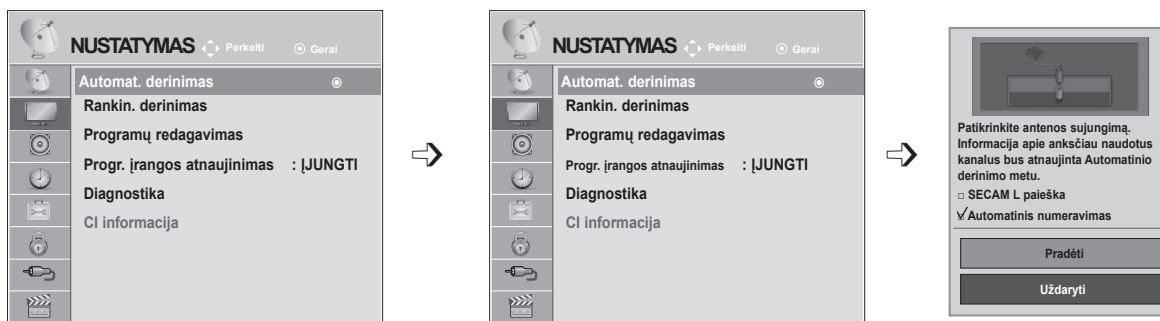 NUSTATYMAS Perkelti Gerai
Automat. derinimas
Rankin. derinimas
Programų redagavimas
Progr. įrangos atnaujinimas : ĮJUNGTI
Diagnostika
CI informacija
NUSTATYMAS Perkelti Gerai
Automat. derinimas
Rankin. derinimas
Programų redagavimas
Progr. įrangos atnaujinimas : ĮJUNGTI
Diagnostika
CI informacija
Patikrinkite antenos sujungimą.
Informacija apie anksčiau naudotus
kanalus bus atnaujinta Automatinio
derinimo metu.
SECAM L paieška
Automatinis numeravimas
Pradėti
Uždaryti